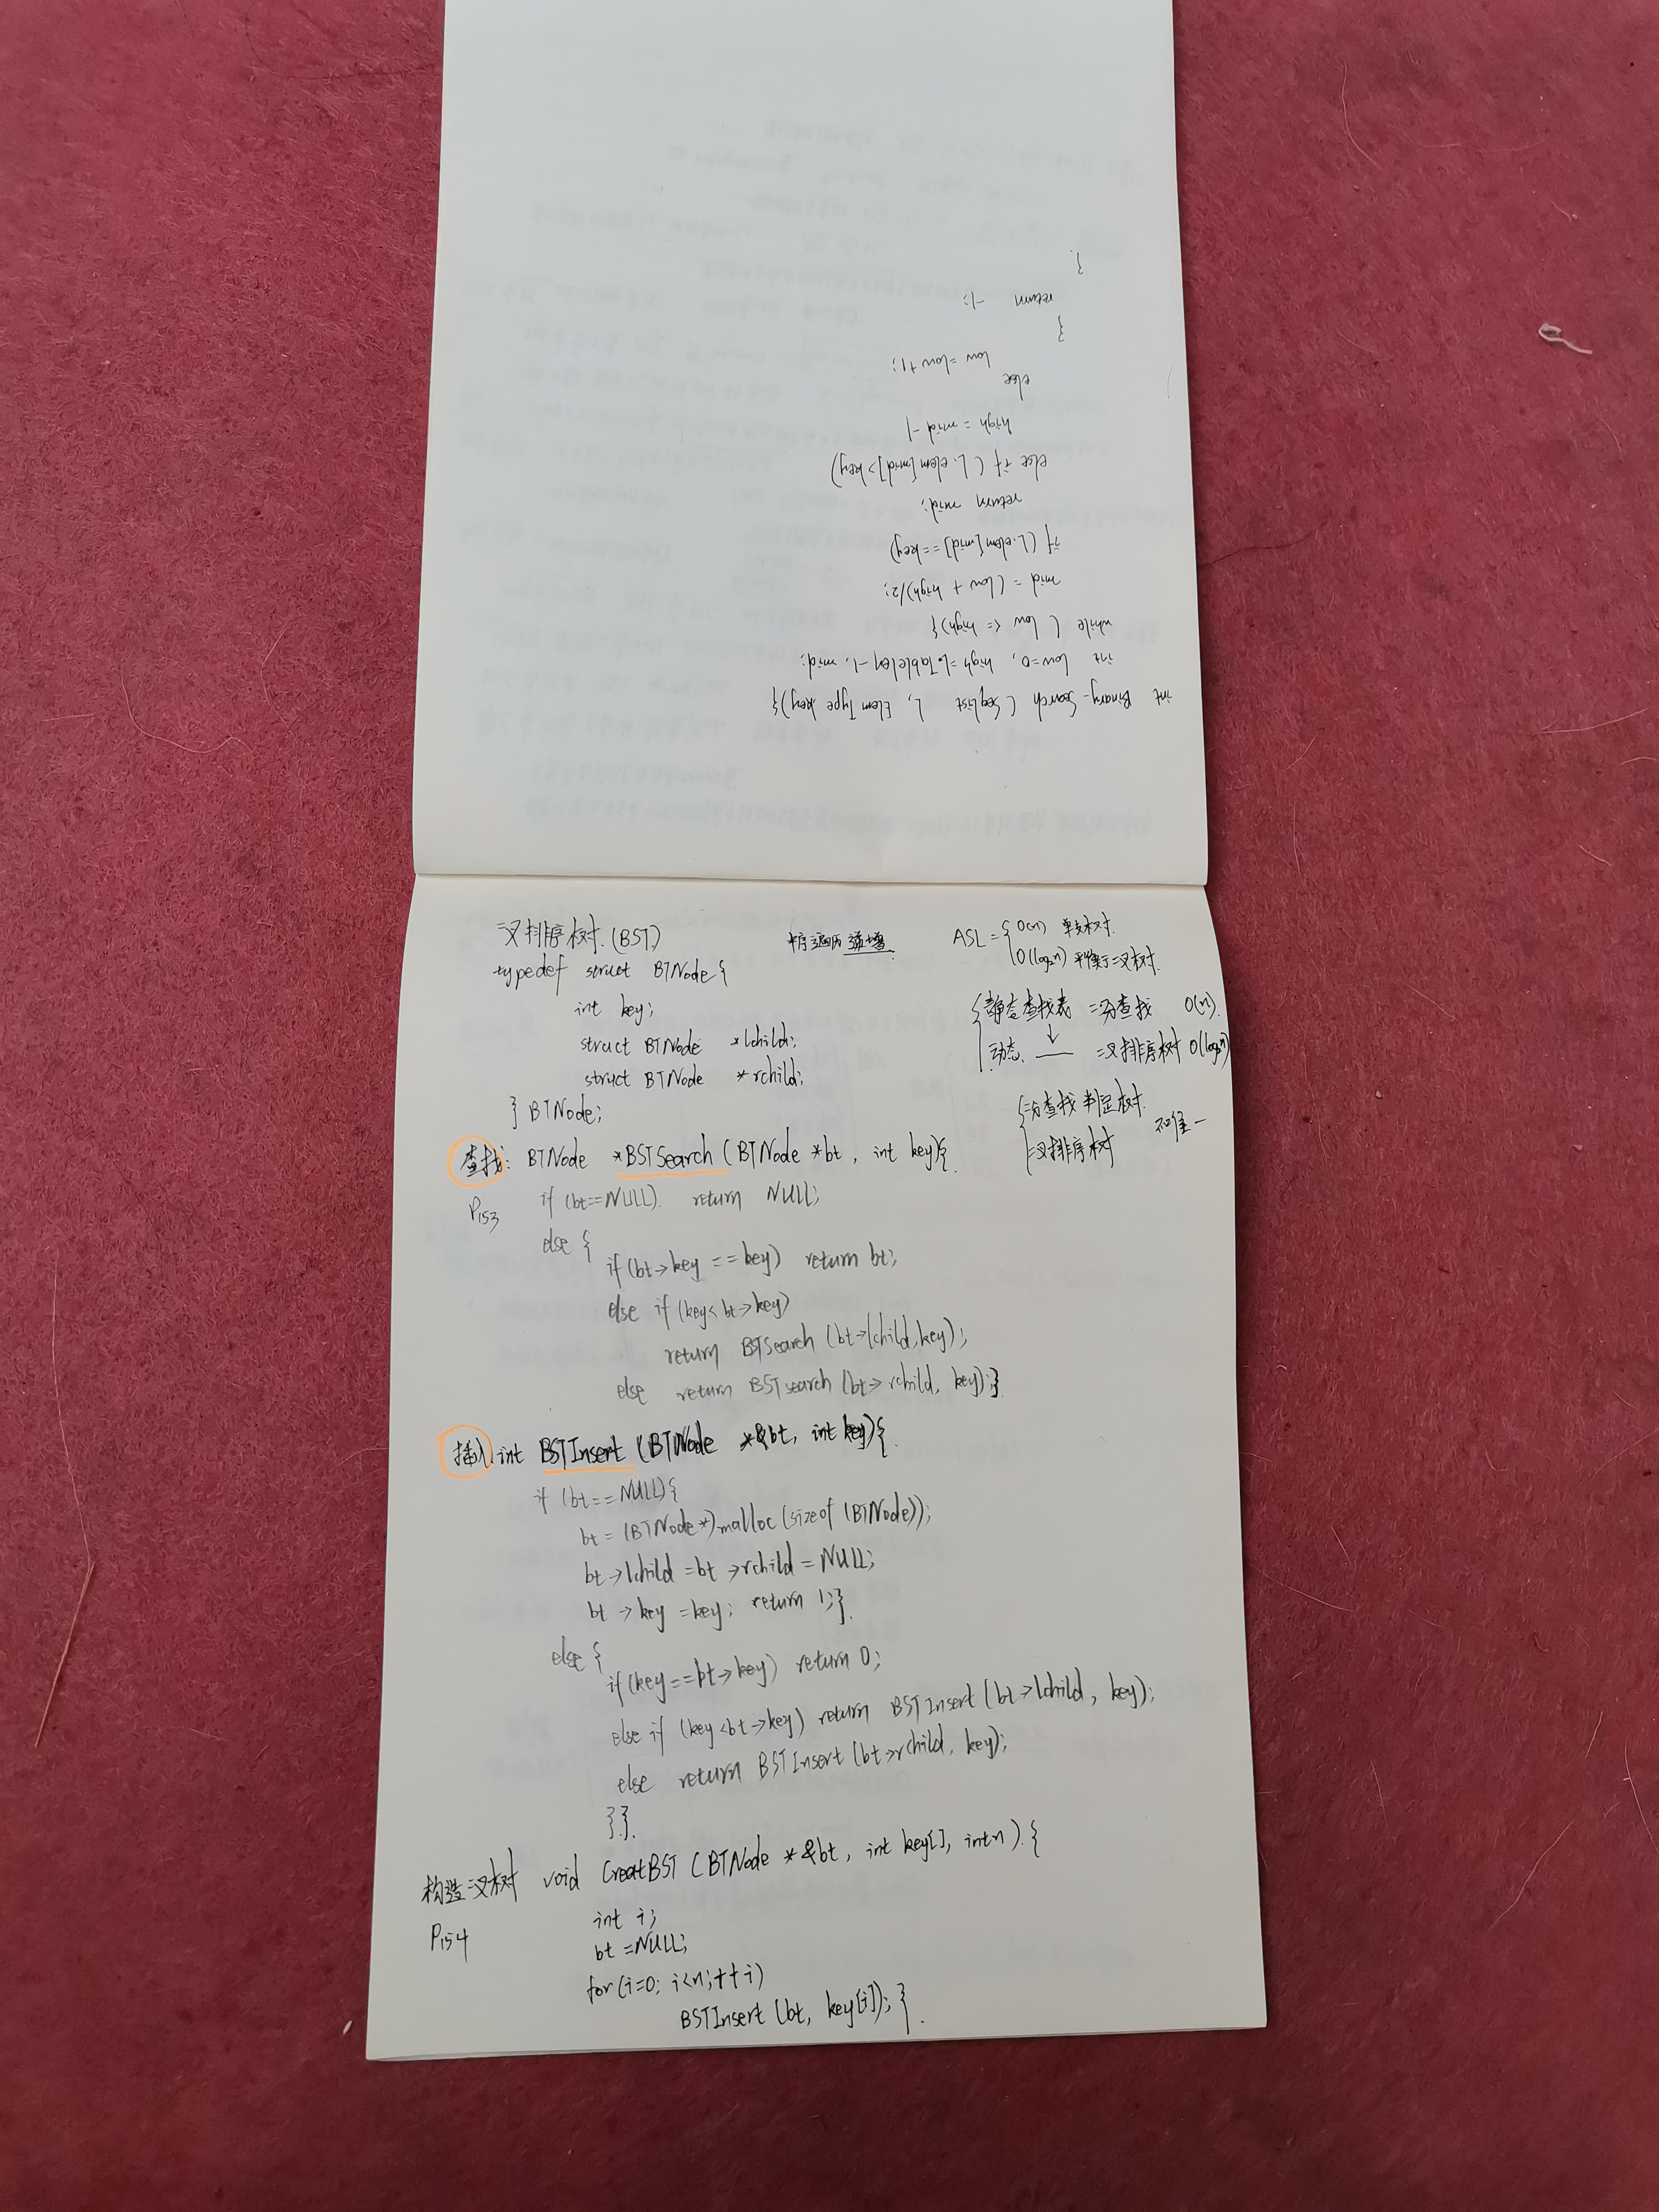 int Binary-Search ( SeqList L, ElemType key){
int low=0, high=L.Tablelen-1, mid;
while ( low <= high){
mid = (low + high)/2;
if (L.elem[mid]==key)
return mid;
else if ( L.elem[mid]>key)
high = mid-1
else
low = low+1;
}
return -1;
}
二叉排序树.(BST)
中序遍历递增.
typedef struct BTNode{
int key;
struct BTNode *lchild;
struct BTNode *rchild;
} BTNode;
ASL={ O(n) 单支树.
O(log₂n) 平衡二叉树.
{静态查找表 二分查找 O(n).
↓
动态 —— 二叉排序树 O(log₂n)
{二分查找 判定树.
二叉排序树
不唯一
查找: BTNode *BSTSearch (BTNode *bt, int key){
P153
if (bt==NULL) return NULL;
else {
if(bt->key ==key) return bt;
else if (key<bt->key)
return BSTSearch (bt->lchild,key);
else return BSTsearch (bt->rchild, key);}
插入 int BSTInsert (BTNode *&bt, int key){
if (bt==NULL){
bt = (BTNode*)malloc(sizeof(BTNode));
bt->lchild =bt->rchild =NULL;
bt->key =key; return 1;}
else {
if(key==bt->key) return 0;
else if (key<bt->key) return BSTInsert (bt->lchild, key);
else return BSTInsert (bt->rchild, key);
}}
构造二叉树 void CreatBST (BTNode *&bt, int key[], int n).{
P154
int i;
bt =NULL;
for(i=0; i<n;++i)
BSTInsert (bt, key[i]);}